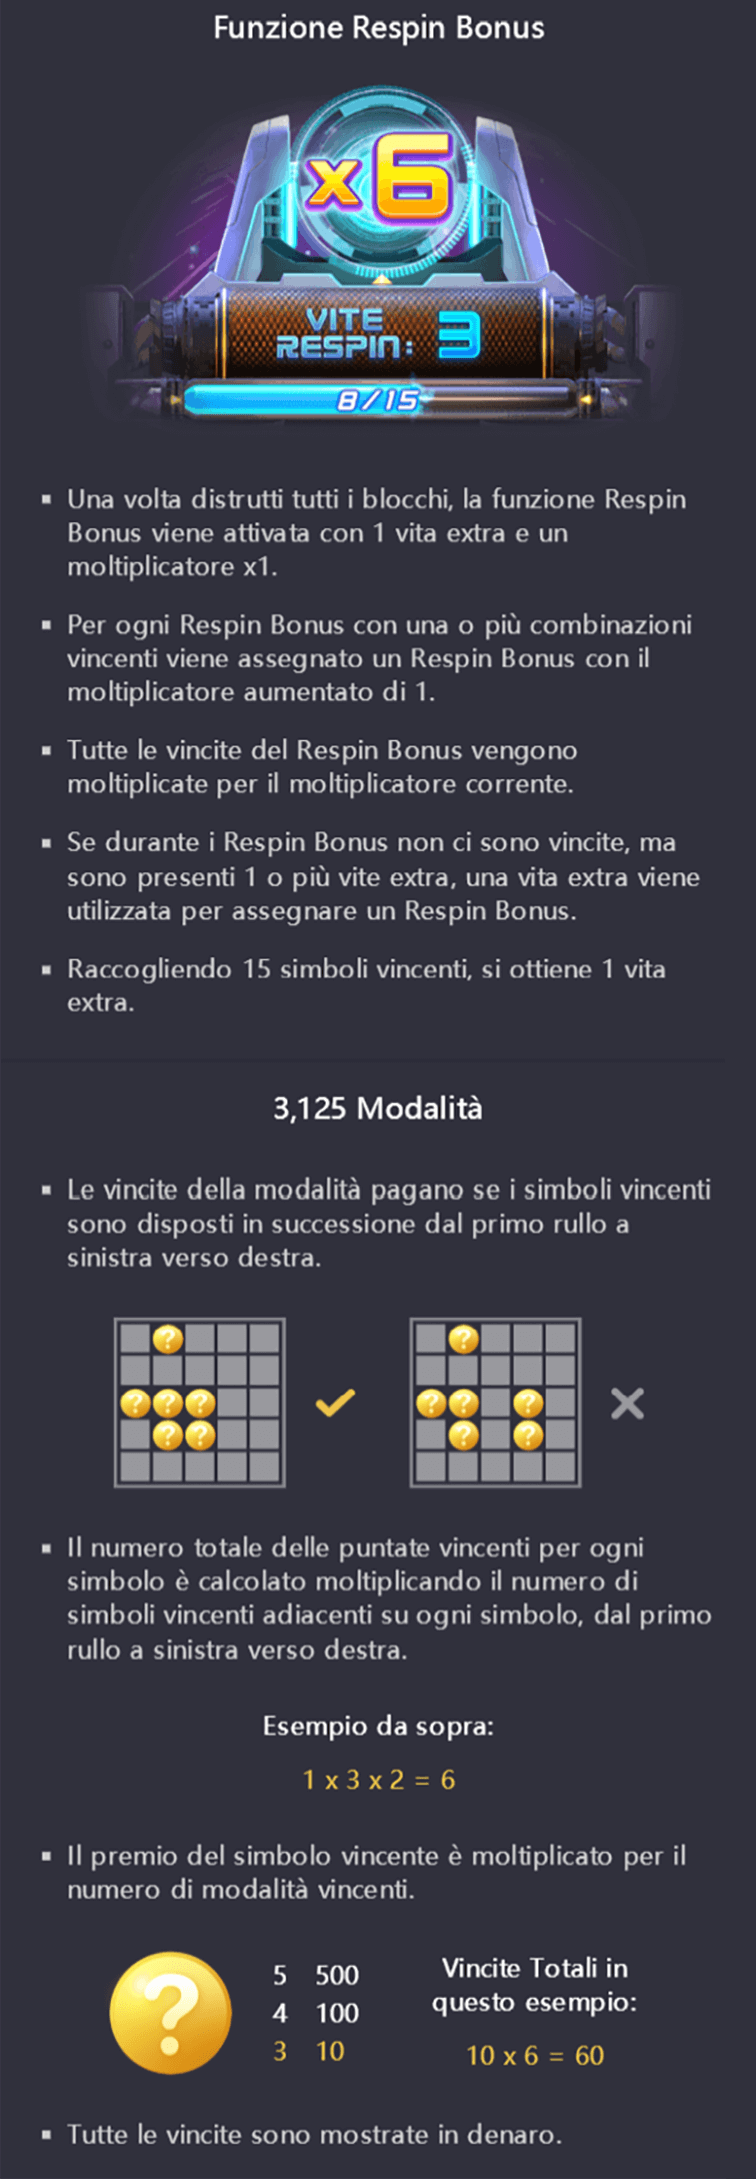 Funzione Respin Bonus
x6
VITE
RESPIN: 3
8/15
▪ Una volta distrutti tutti i blocchi, la funzione Respin
Bonus viene attivata con 1 vita extra e un
moltiplicatore x1.
▪ Per ogni Respin Bonus con una o più combinazioni
vincenti viene assegnato un Respin Bonus con il
moltiplicatore aumentato di 1.
▪ Tutte le vincite del Respin Bonus vengono
moltiplicate per il moltiplicatore corrente.
▪ Se durante i Respin Bonus non ci sono vincite, ma
sono presenti 1 o più vite extra, una vita extra viene
utilizzata per assegnare un Respin Bonus.
▪ Raccogliendo 15 simboli vincenti, si ottiene 1 vita
extra.
3,125 Modalità
▪ Le vincite della modalità pagano se i simboli vincenti
sono disposti in successione dal primo rullo a
sinistra verso destra.
? ?
? ? ? ? ? ?
? ? ? ?
▪ Il numero totale delle puntate vincenti per ogni
simbolo è calcolato moltiplicando il numero di
simboli vincenti adiacenti su ogni simbolo, dal primo
rullo a sinistra verso destra.
Esempio da sopra:
1 x 3 x 2 = 6
▪ Il premio del simbolo vincente è moltiplicato per il
numero di modalità vincenti.
?
5 500
4 100
3 10
Vincite Totali in
questo esempio:
10 x 6 = 60
▪ Tutte le vincite sono mostrate in denaro.